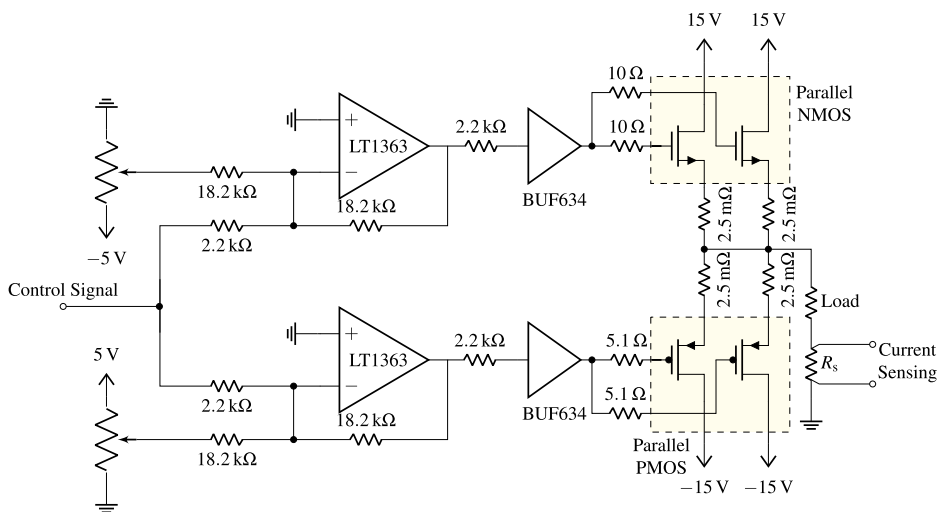 15 V
15 V
10 Ω
Parallel
NMOS
10 Ω
2.2 kΩ
+
LT1363
−
BUF634
18.2 kΩ
18.2 kΩ
2.2 kΩ
−5 V
2.5 mΩ
2.5 mΩ
Control Signal
2.5 mΩ
2.5 mΩ
Load
5 V
+
LT1363
−
2.2 kΩ
5.1 Ω
Rs
Current
Sensing
2.2 kΩ
18.2 kΩ
BUF634
5.1 Ω
18.2 kΩ
Parallel
PMOS
−15 V
−15 V